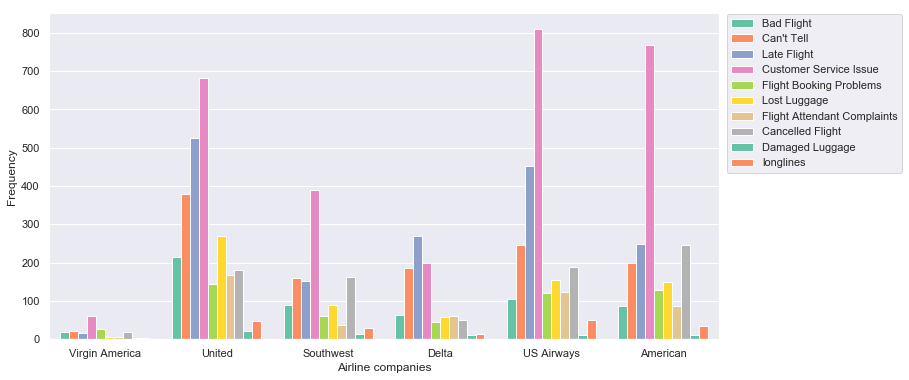 800
700
600
500
400
300
200
100
0
Frequency
Virgin America United Southwest Delta US Airways American
Airline companies
Bad Flight
Can't Tell
Late Flight
Customer Service Issue
Flight Booking Problems
Lost Luggage
Flight Attendant Complaints
Cancelled Flight
Damaged Luggage
longlines